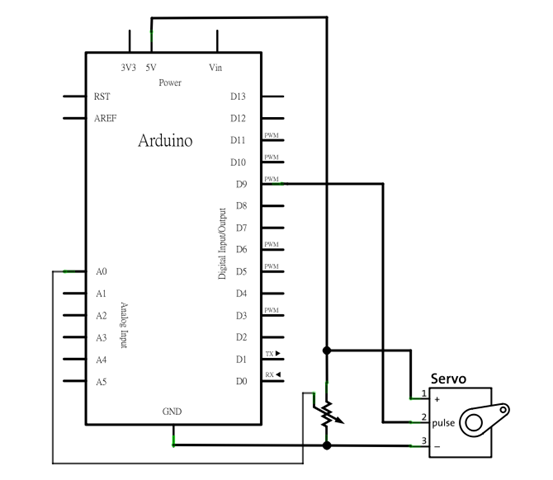 3V3 5V Vin
Power
RST D13
AREF D12
Arduino
D11 PWM
D10 PWM
D9 PWM
D8
D7
Digital Input/Output
D6 PWM
A0 D5 PWM
A1 D4
A2 D3 PWM
Analog Input
A3 D2
A4 D1 TX ▶
A5 D0 RX ◀
GND
Servo
1 +
2 pulse
3 −